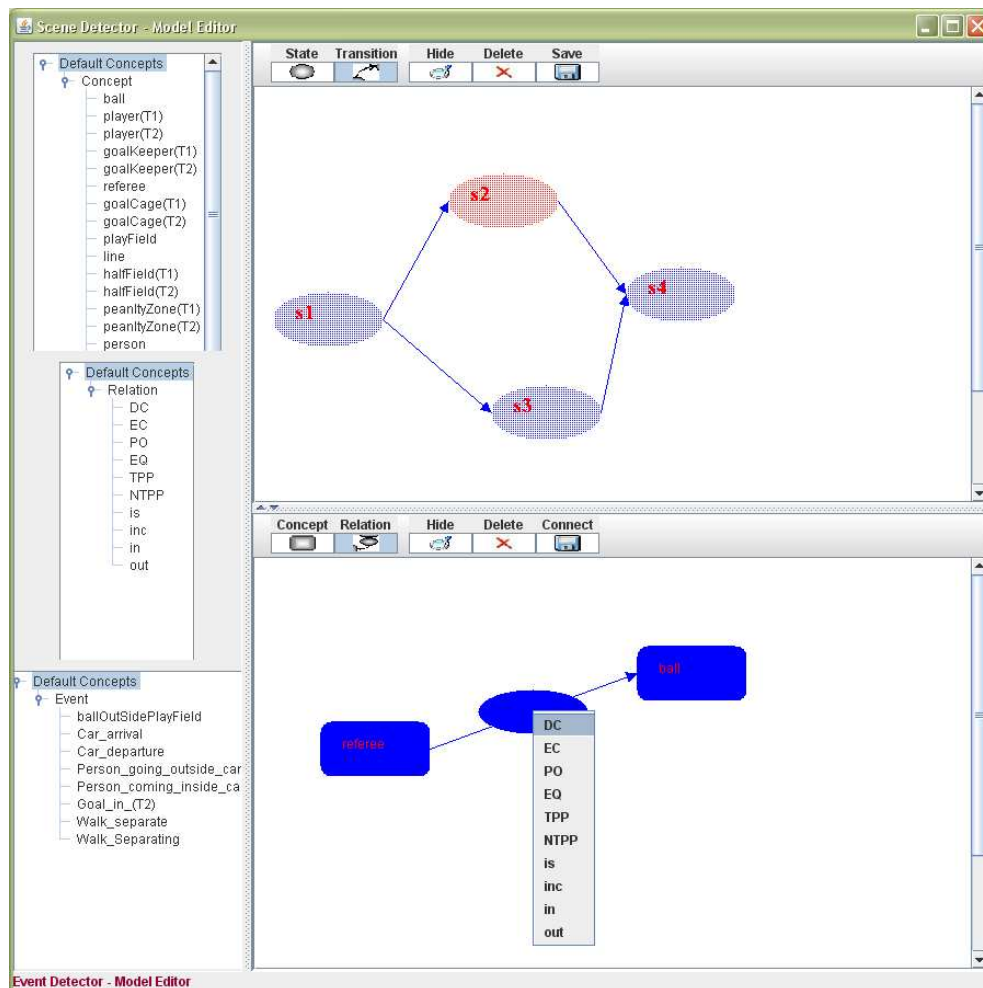 Scene Detector - Model Editor
Default Concepts
Concept
ball
player(T1)
player(T2)
goalKeeper(T1)
goalKeeper(T2)
referee
goalCage(T1)
goalCage(T2)
playField
line
halfField(T1)
halfField(T2)
peanltyZone(T1)
peanltyZone(T2)
person
Default Concepts
Relation
DC
EC
PO
EQ
TPP
NTPP
is
inc
in
out
Default Concepts
Event
ballOutSidePlayField
Car_arrival
Car_departure
Person_going_outside_car
Person_coming_inside_ca
Goal_in_(T2)
Walk_separate
Walk_Separating
State Transition Hide Delete Save
s2
s1
s4
s3
Concept Relation Hide Delete Connect
ball
referee
DC
EC
PO
EQ
TPP
NTPP
is
inc
in
out
Event Detector - Model Editor